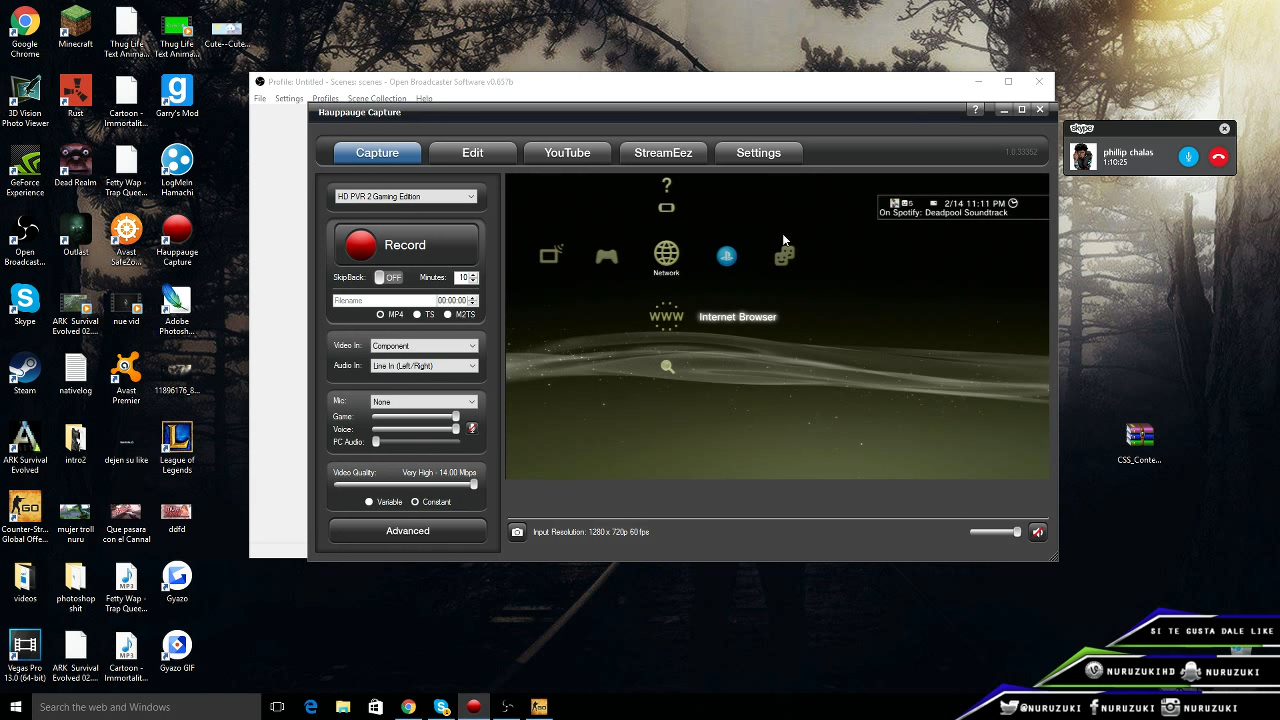 Google Chrome
Minecraft
Thug Life Text Anima...
Thug Life Text Anima...
Cute--Cute...
3D Vision Photo Viewer
Rust
Cartoon - Immortalit...
Garry's Mod
GeForce Experience
Dead Realm
Fetty Wap - Trap Quee...
LogMeIn Hamachi
Open Broadcast...
Outlast
Avast SafeZo...
Hauppauge Capture
Skype
ARK_Survival Evolved 02....
nue vid
Adobe Photosh...
Steam
nativelog
Avast Premier
11896176_8...
ARK Survival Evolved
intro2
dejen su like
League of Legends
Counter-Str... Global Offe...
mujer troll nuru
Que pasara con el Cannal
ddfd
videos
photoshop shit
Fetty Wap - Trap Quee...
Gyazo
Vegas Pro 13.0 (64-bit)
ARK_Survival Evolved 02....
Cartoon - Immortalit...
Gyazo GIF
Profile: Untitled - Scenes: scenes - Open Broadcaster Software v0.657b
File Settings Profiles Scene Collection Help
Hauppauge Capture
Capture Edit YouTube StreamEez Settings 1.0.33352
HD PVR 2 Gaming Edition
Record
SkipBack: OFF Minutes: 10
Filename 00:00:00
MP4 TS M2TS
Video In: Component
Audio In: Line In (Left/Right)
Mic: None
Game:
Voice:
PC Audio:
Video Quality: Very High - 14.00 Mbps
Variable Constant
Advanced
?
5 2/14 11:11 PM
On Spotify: Deadpool Soundtrack
Network
WWW Internet Browser
Input Resolution: 1280 x 720p 60 fps
skype
phillip chalas
1:10:25
CSS_Conte...
SI TE GUSTA DALE LIKE
NURUZUKIHD NURUZUKI
@NURUZUKI NURUZUKI NURUZUKI
Search the web and Windows